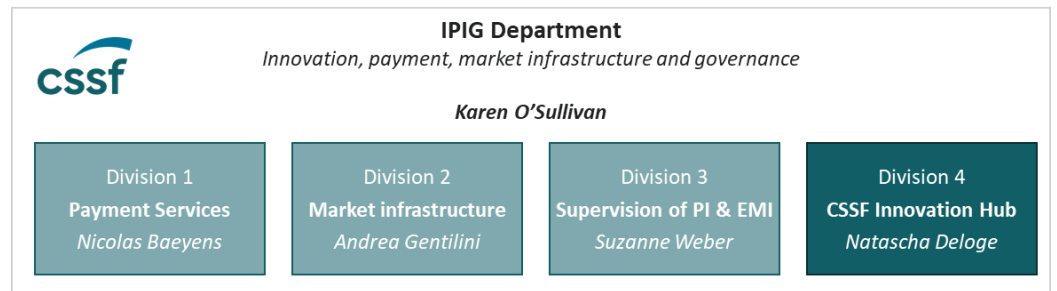 IPIG Department
Innovation, payment, market infrastructure and governance
cssf
Karen O’Sullivan
Division 1
Payment Services
Nicolas Baeyens
Division 2
Market infrastructure
Andrea Gentilini
Division 3
Supervision of PI & EMI
Suzanne Weber
Division 4
CSSF Innovation Hub
Natascha Deloge